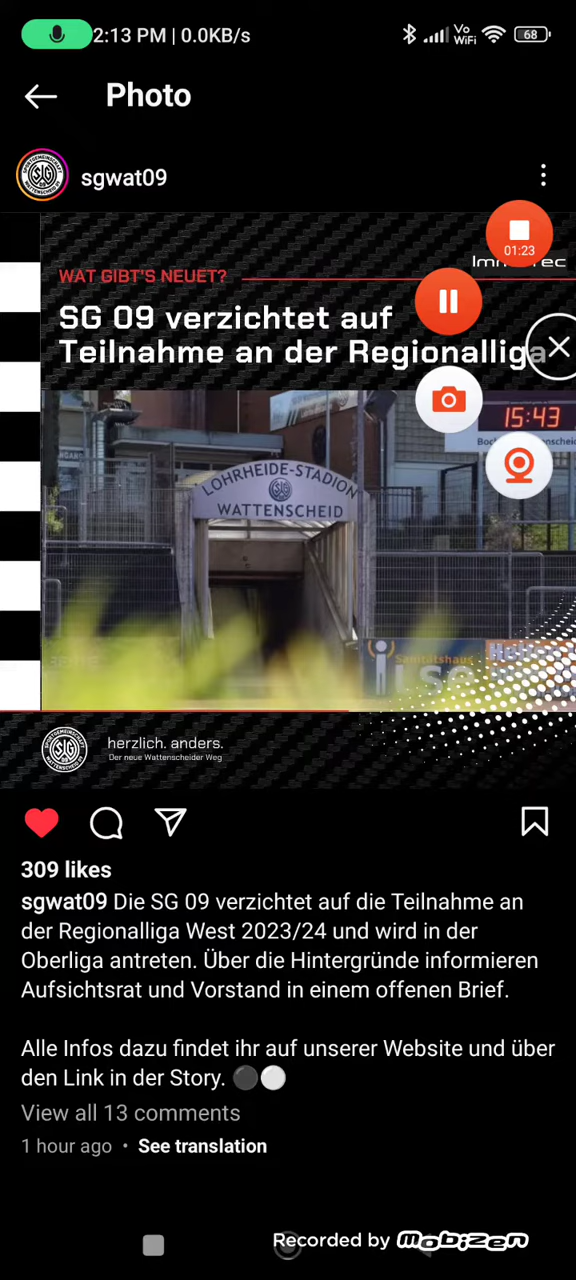 2:13 PM | 0.0KB/s
Vo
WiFi
68
Photo
sgwat09
01:23
WAT GIBT'S NEUET?
SG 09 verzichtet auf
Teilnahme an der Regionalliga
15:43
LOHRHEIDE-STADION
WATTENSCHEID
Sanitätshaus
herzlich. anders.
Der neue Wattenscheider Weg
309 likes
sgwat09 Die SG 09 verzichtet auf die Teilnahme an
der Regionalliga West 2023/24 und wird in der
Oberliga antreten. Über die Hintergründe informieren
Aufsichtsrat und Vorstand in einem offenen Brief.
Alle Infos dazu findet ihr auf unserer Website und über
den Link in der Story. ⚫⚪
View all 13 comments
1 hour ago • See translation
Recorded by Mobizen